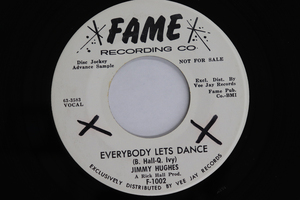 FAME
RECORDING CO.
Disc Jockey
Advance Sample
NOT FOR SALE
Excl. Dist. by
Vee Jay Records
Fame Pub.
Co.-BMI
63-3583
VOCAL
EVERYBODY LETS DANCE
(B. Hall-Q. Ivy)
JIMMY HUGHES
A Rick Hall Prod.
F-1002
EXCLUSIVELY DISTRIBUTED BY VEE JAY RECORDS